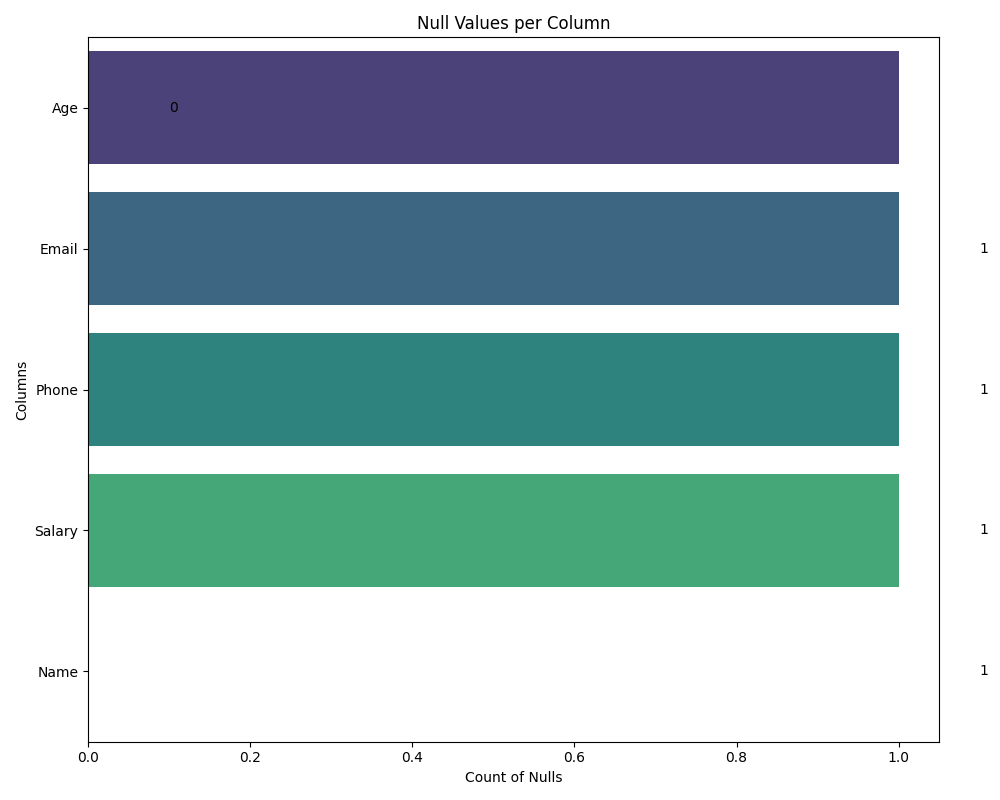 Null Values per Column
Age
0
Email
1
Phone
1
Salary
1
Name
1
Columns
0.0 0.2 0.4 0.6 0.8 1.0
Count of Nulls